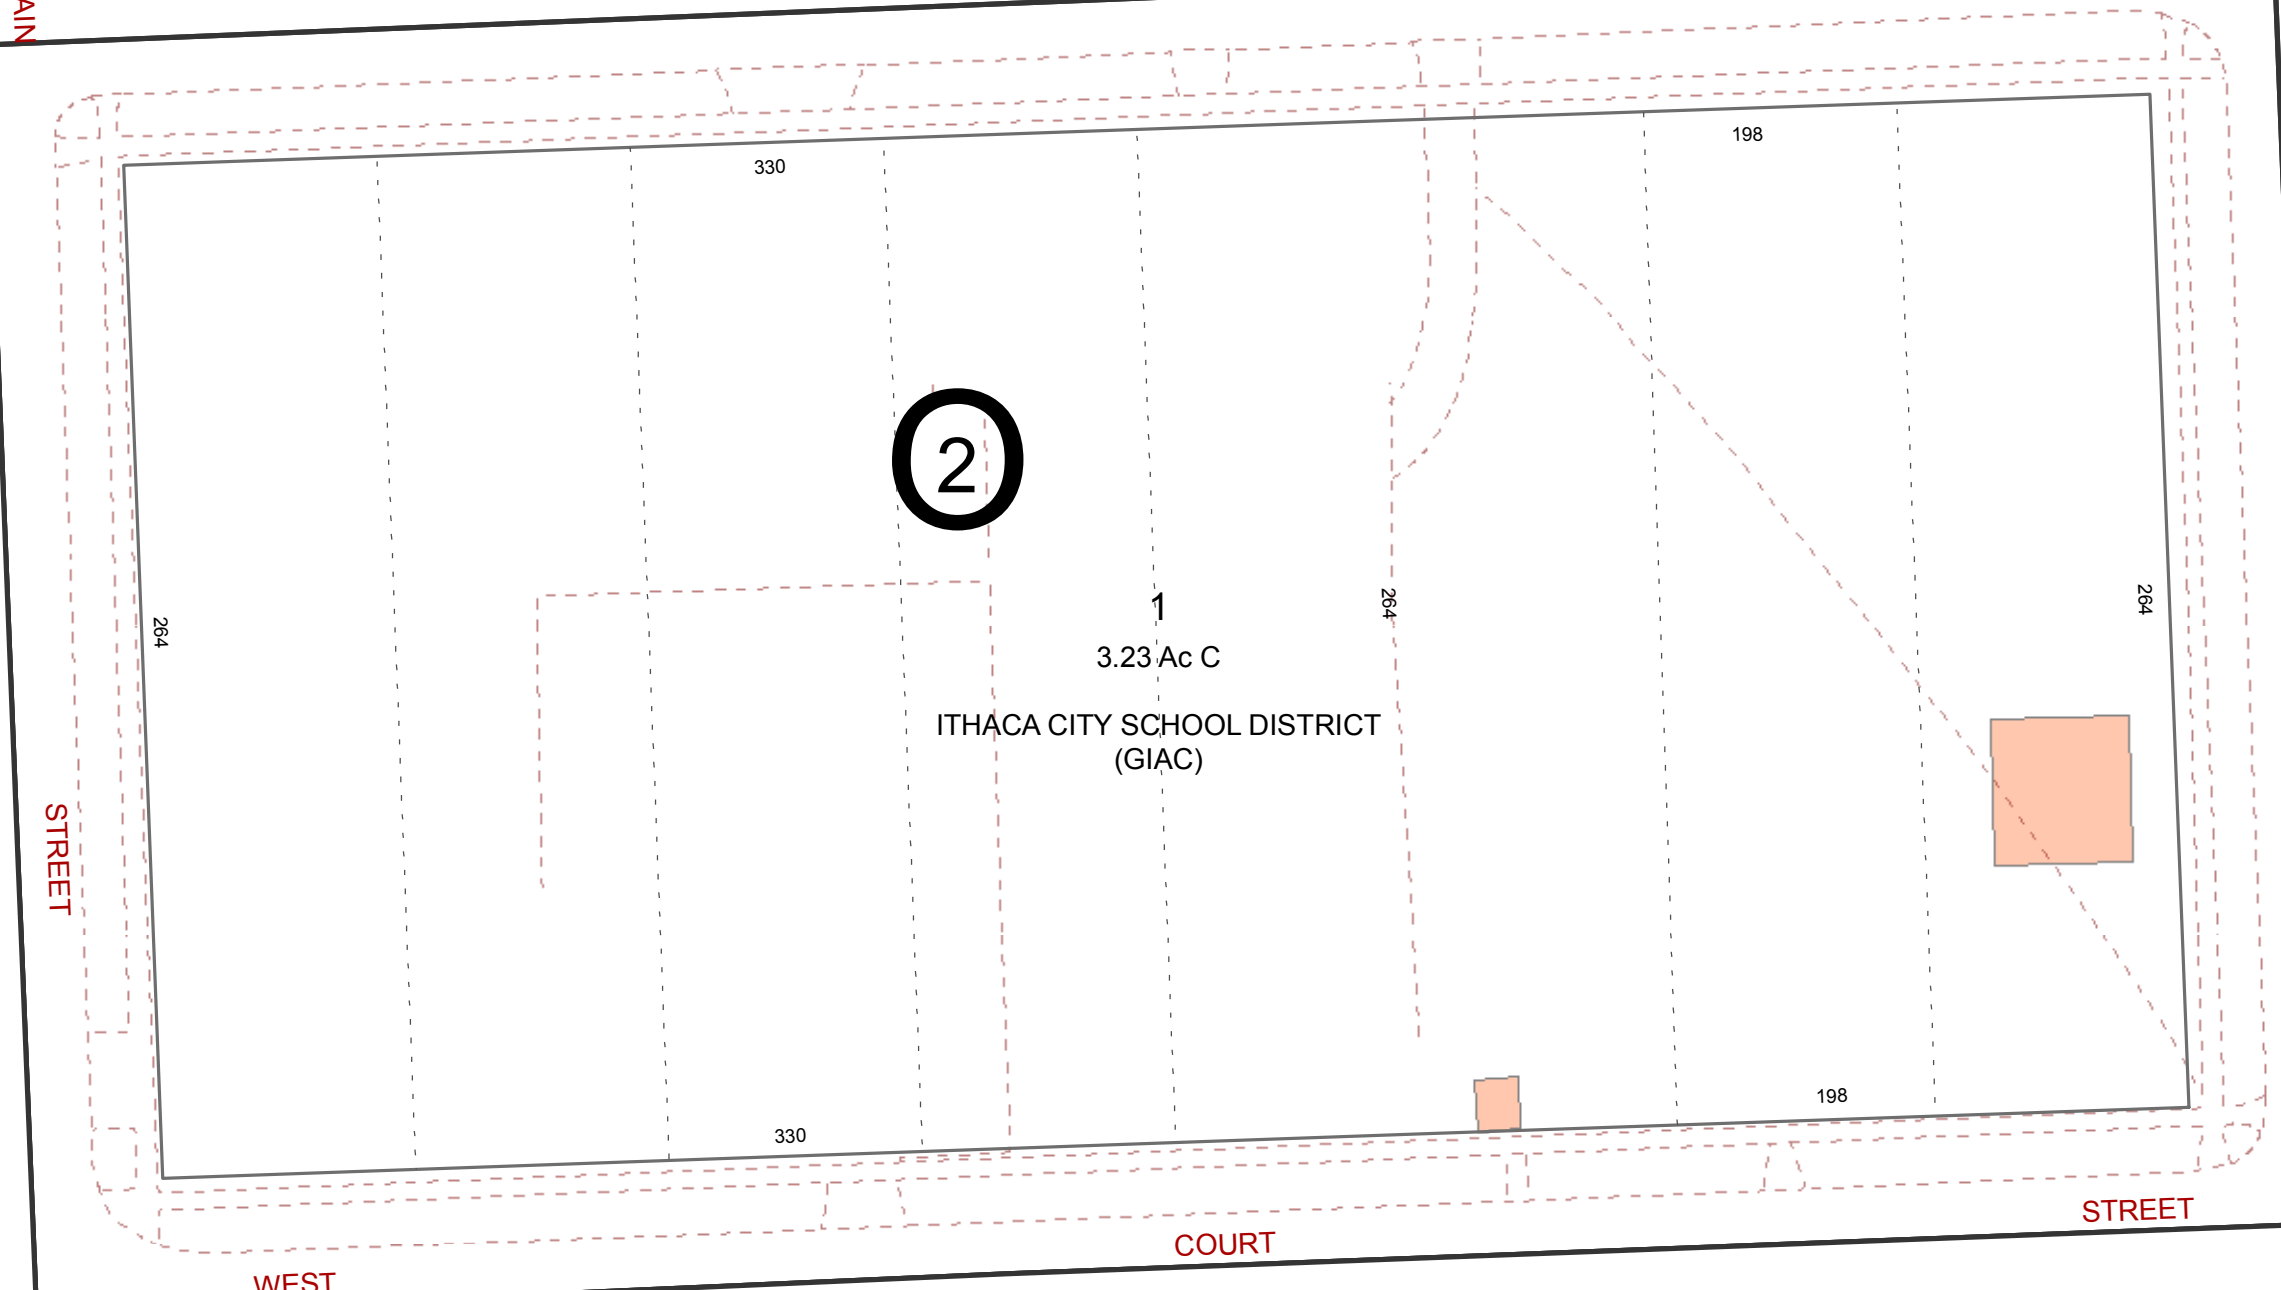 AIN
330
198
2
264
1
264
264
3.23 Ac C
ITHACA CITY SCHOOL DISTRICT
(GIAC)
STREET
330
198
WEST
COURT
STREET